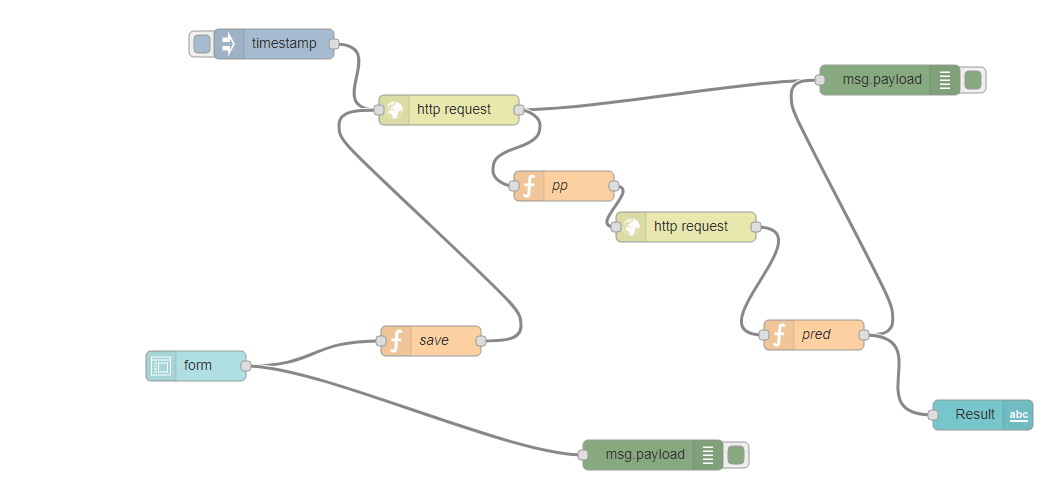 timestamp
msg.payload
http request
pp
http request
save
pred
form
Result
abc
msg.payload